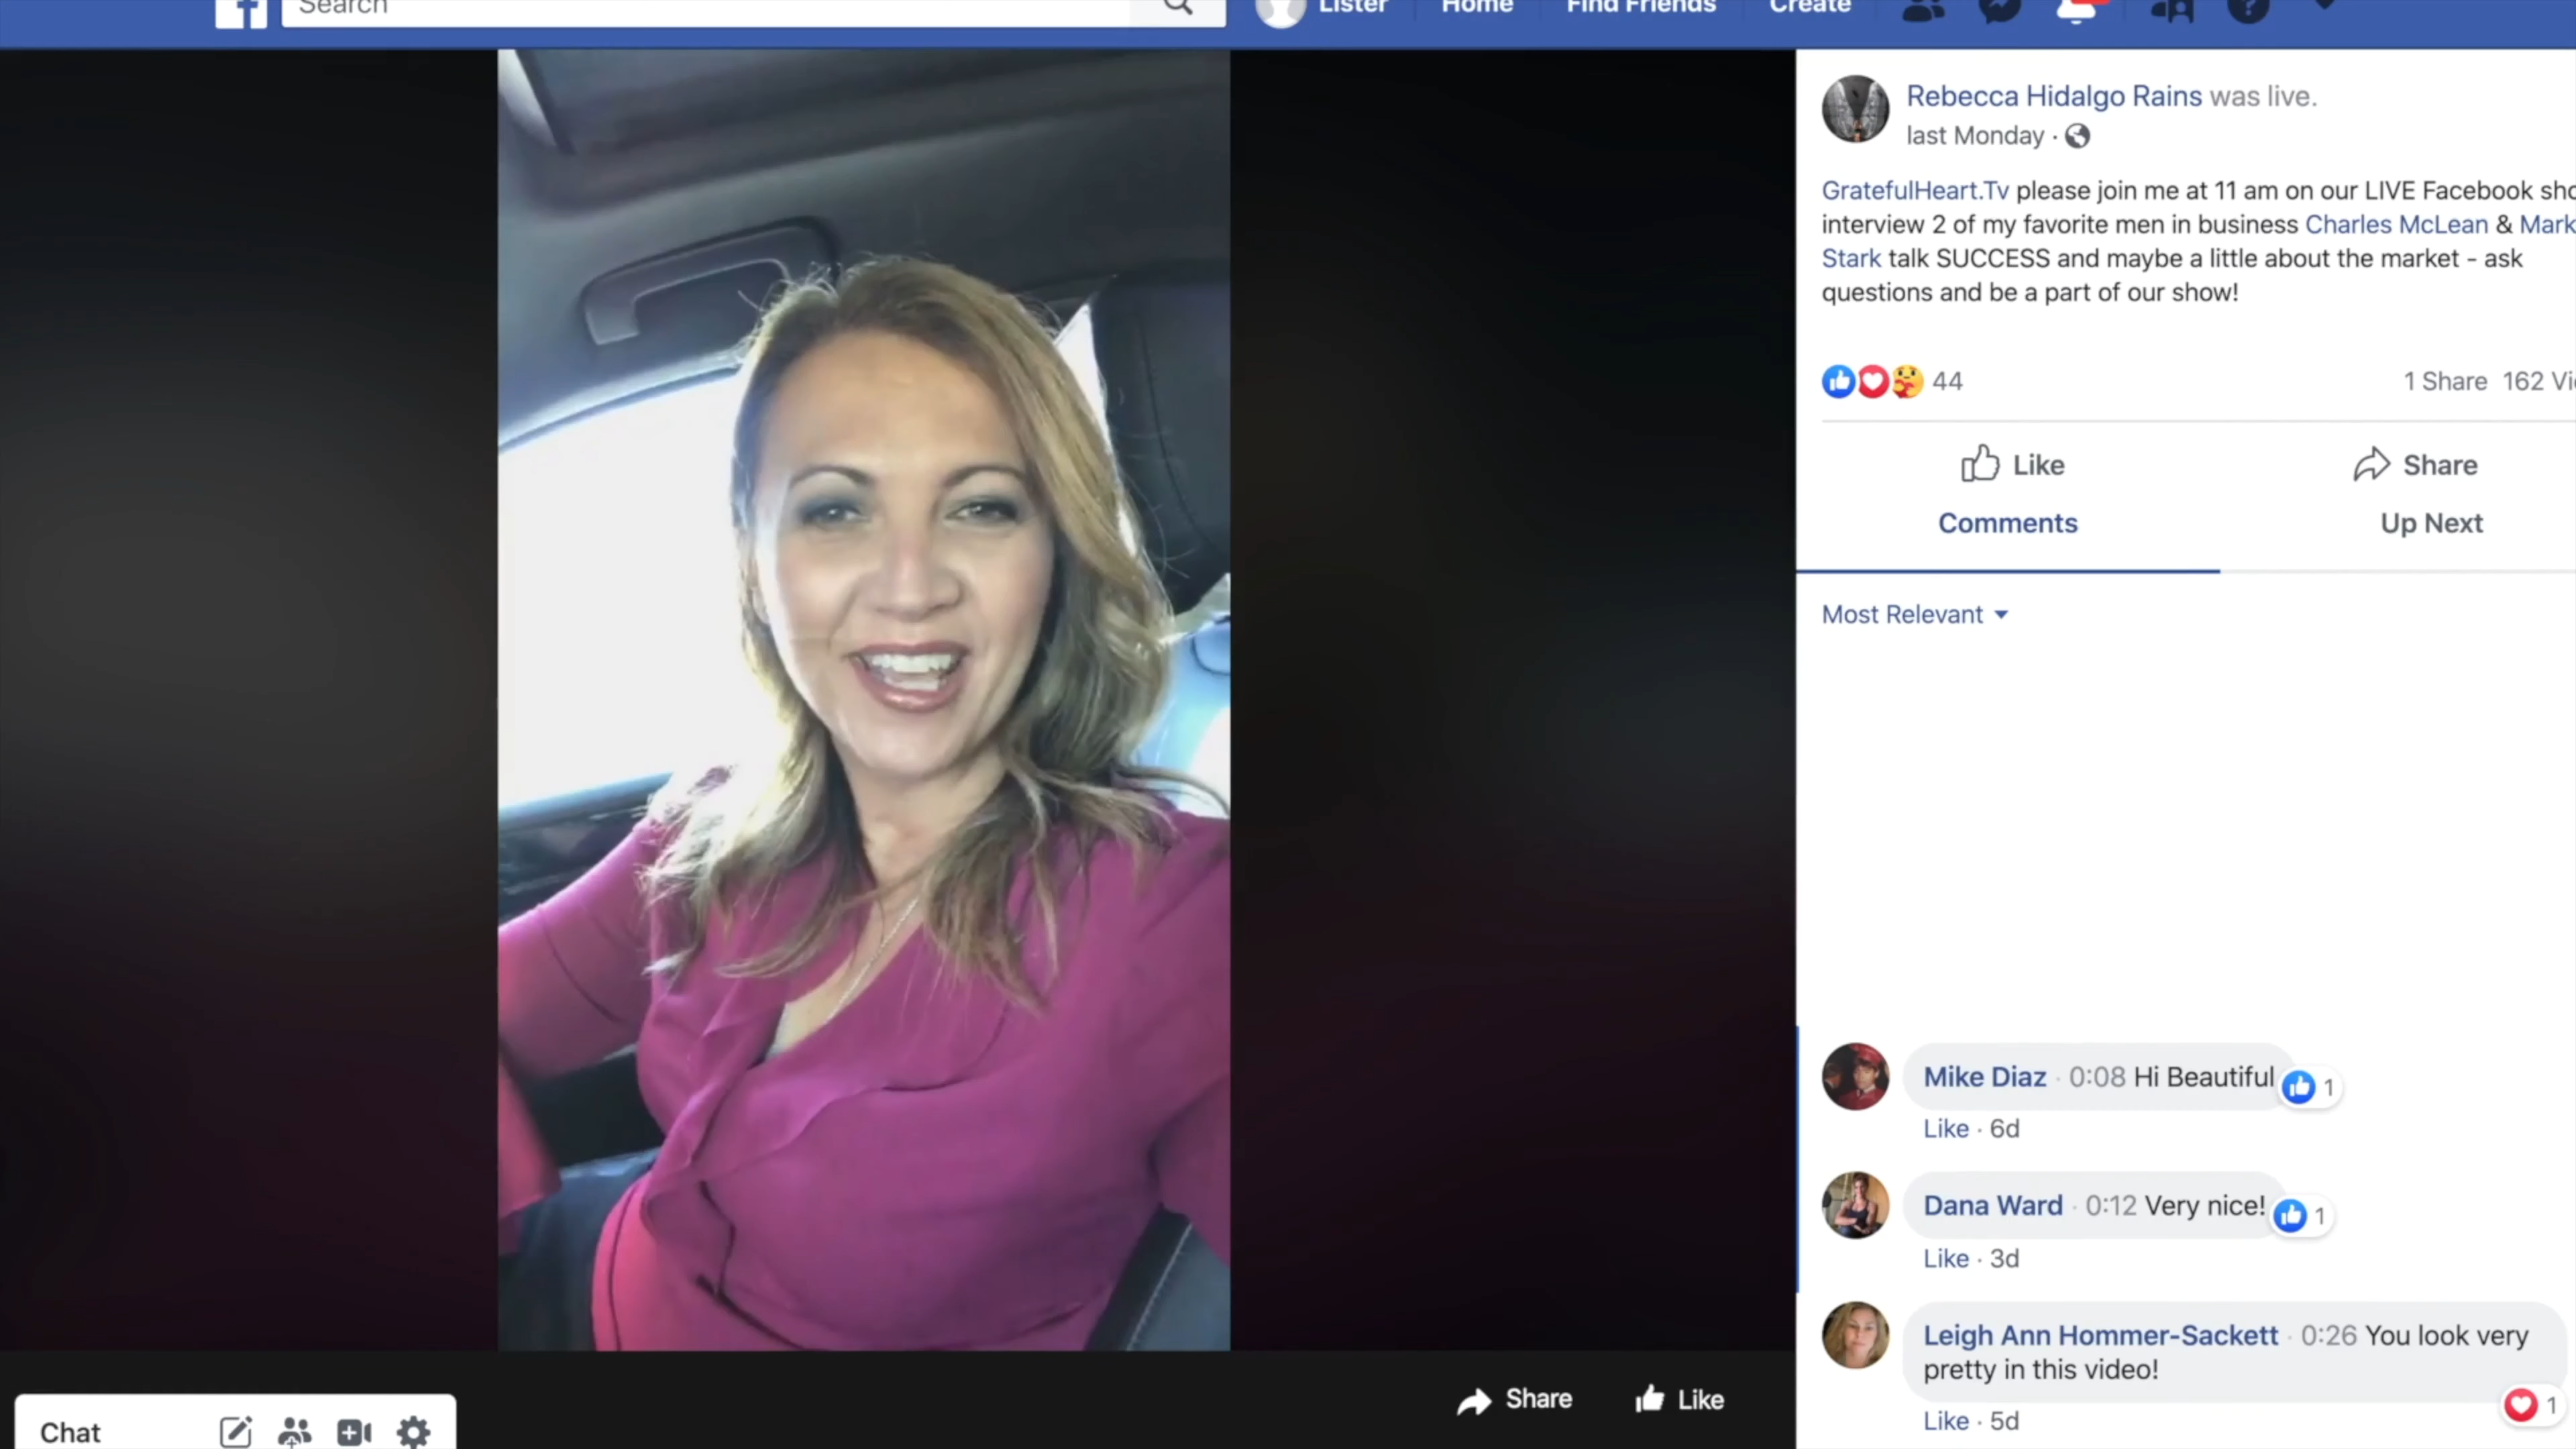 Search
Lister
Home
Find Friends
Create
Rebecca Hidalgo Rains was live.
last Monday ·
GratefulHeart.Tv please join me at 11 am on our LIVE Facebook
interview 2 of my favorite men in business Charles McLean & Mark
Stark talk SUCCESS and maybe a little about the market - ask
questions and be a part of our show!
44
1 Share 162
Like
Share
Comments
Up Next
Most Relevant
Mike Diaz · 0:08 Hi Beautiful
1
Like · 6d
Dana Ward · 0:12 Very nice!
1
Like · 3d
Leigh Ann Hommer-Sackett · 0:26 You look very
pretty in this video!
1
Like · 5d
Share
Like
Chat